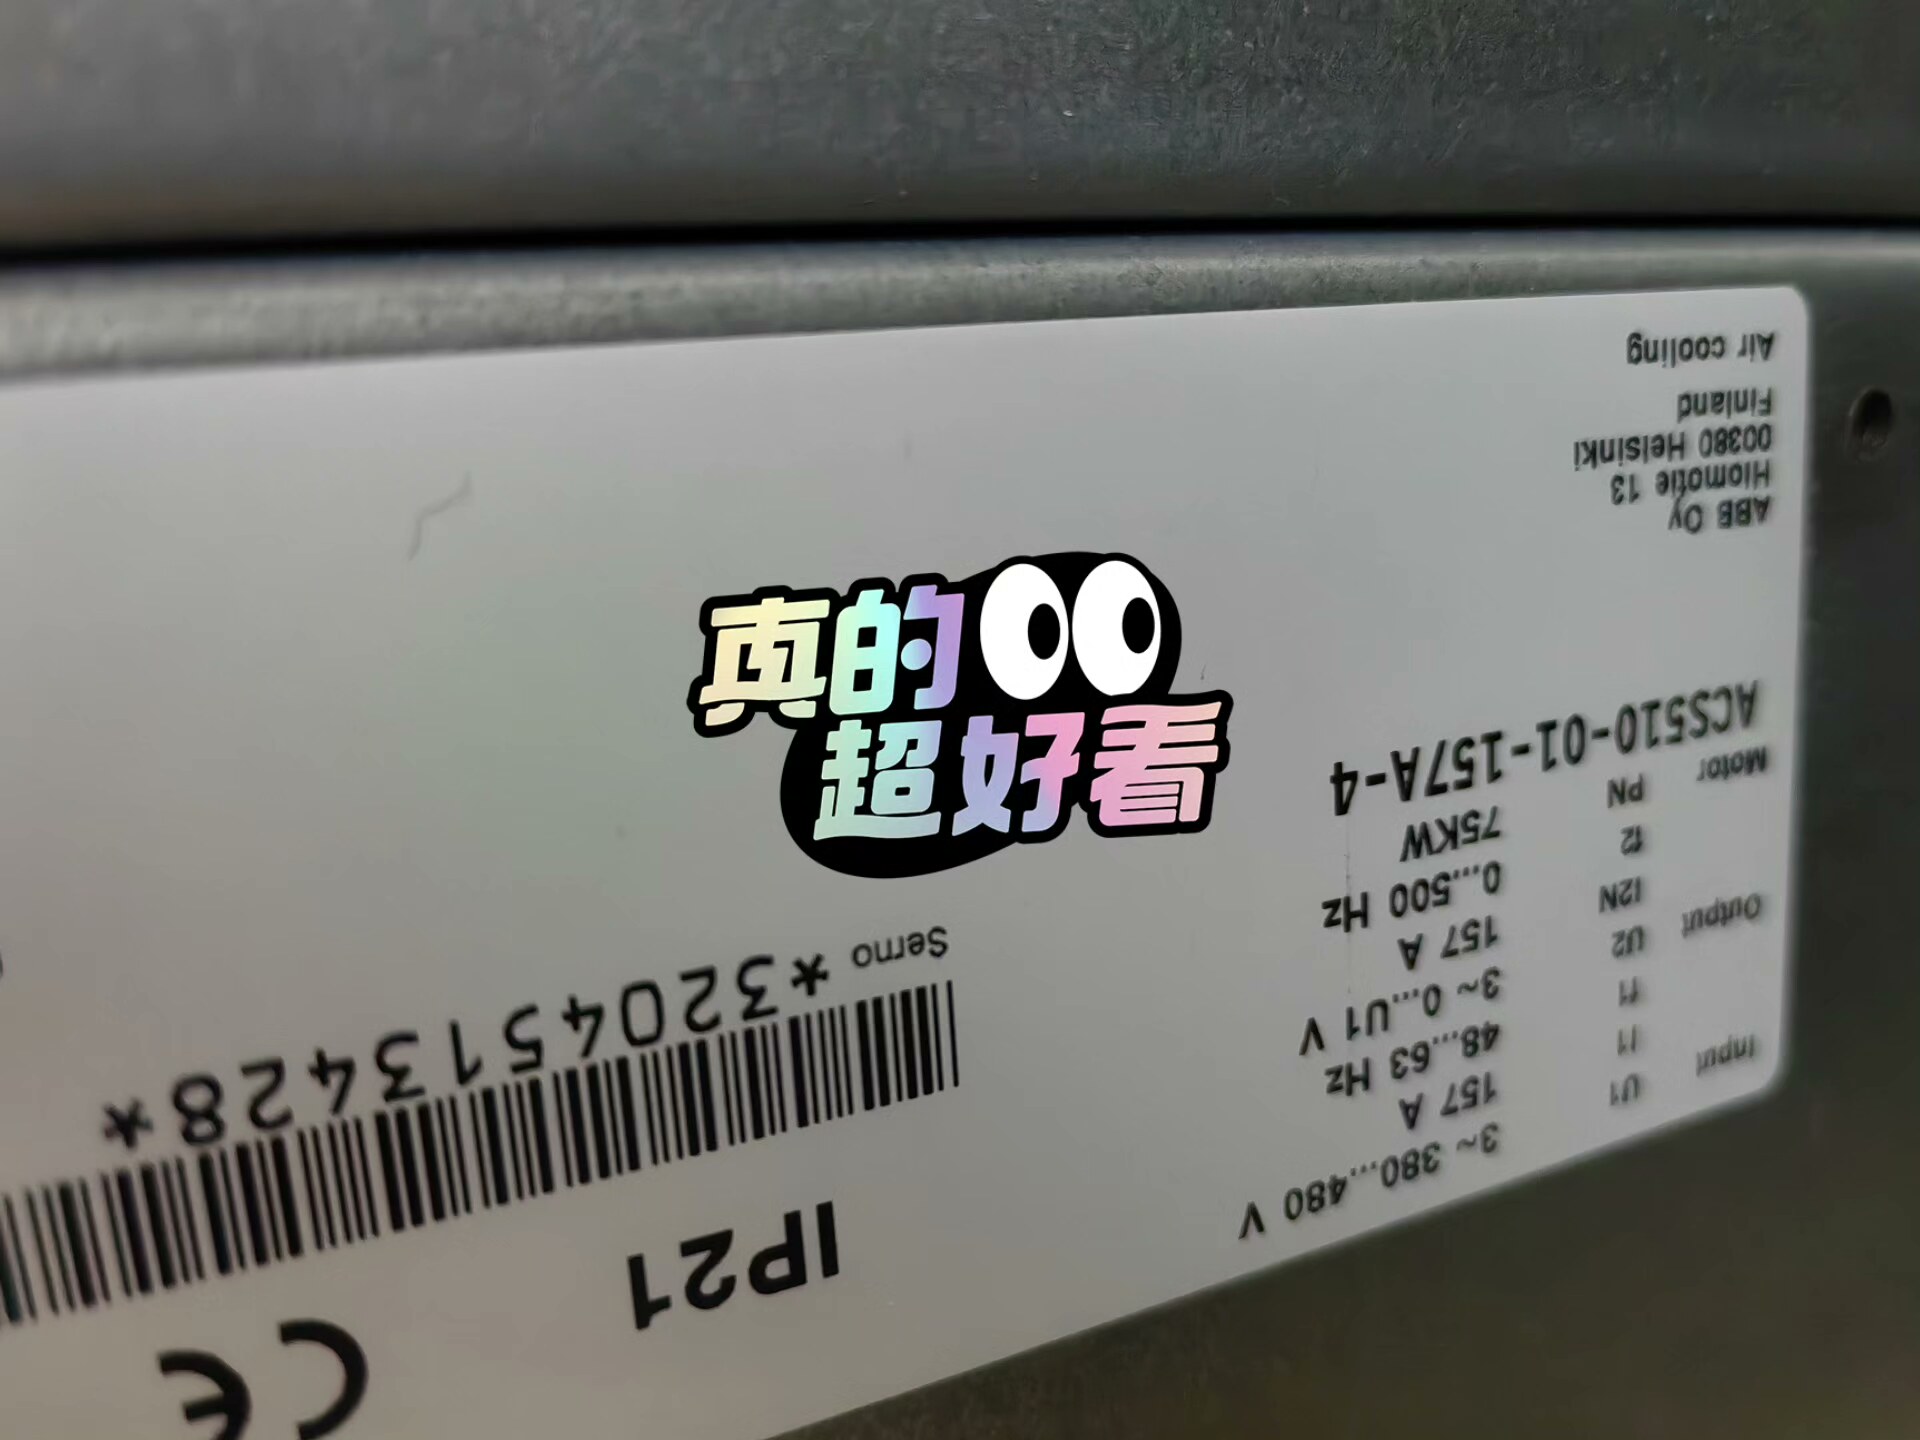 Air cooling
Finland
00380 Helsinki
Hiomotie 13
ABB Oy
真的
超好看
ACS510-01-157A-4
Motor PN 75KW
f2 0...500 Hz
Output I2N 157 A
U2 3~ 0...U1 V
f1 48...63 Hz
Input I1 157 A
U1 3~ 380...480 V
Serno *3204513428*
IP21
CE